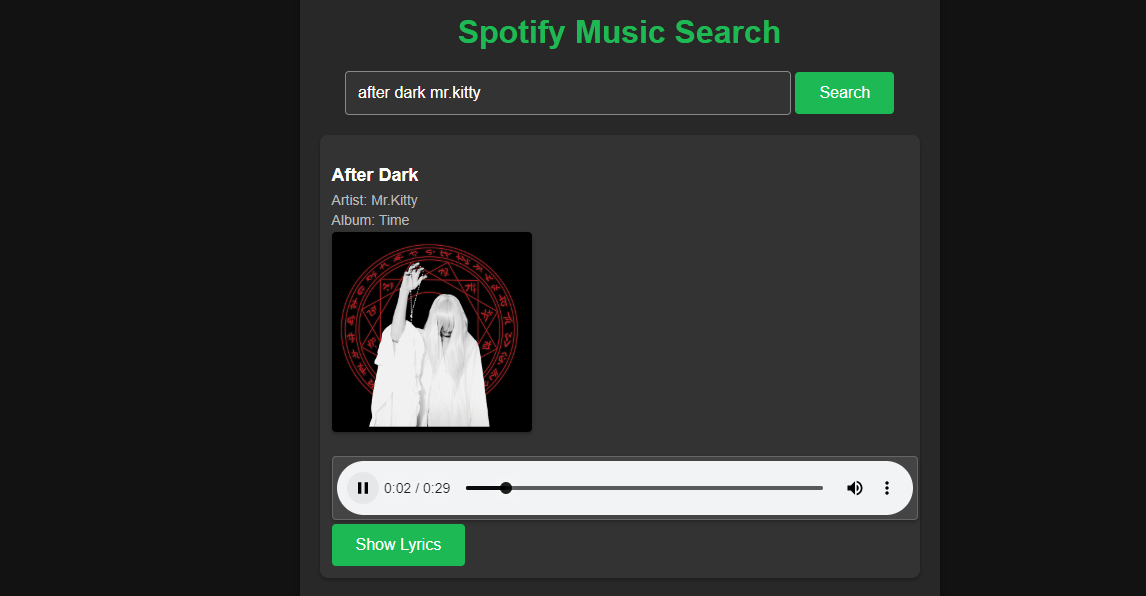 Spotify Music Search
after dark mr.kitty
Search
After Dark
Artist: Mr.Kitty
Album: Time
0:02 / 0:29
Show Lyrics